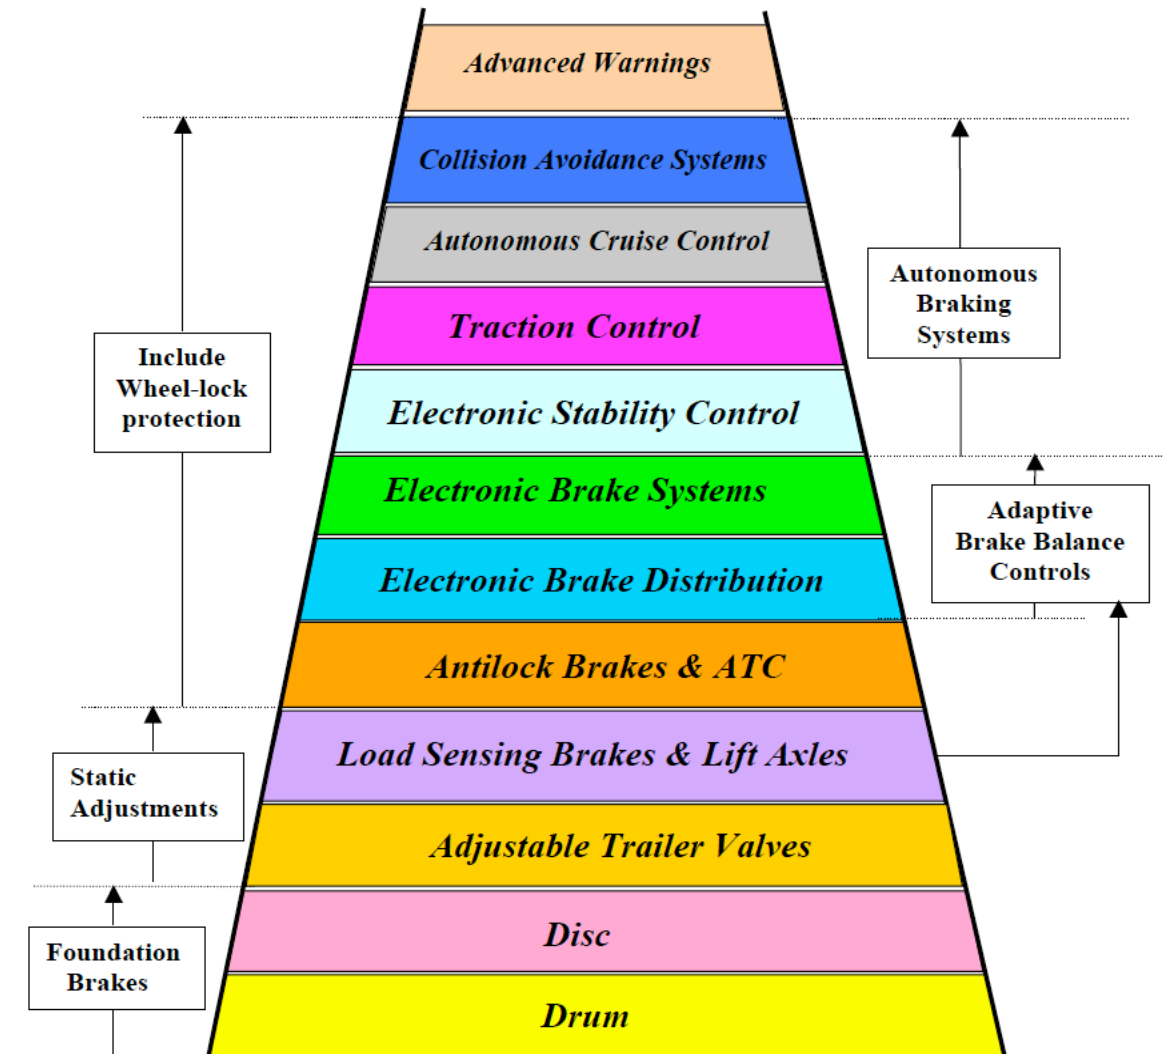 Advanced Warnings
Collision Avoidance Systems
Autonomous Cruise Control
Traction Control
Electronic Stability Control
Electronic Brake Systems
Electronic Brake Distribution
Antilock Brakes & ATC
Load Sensing Brakes & Lift Axles
Adjustable Trailer Valves
Disc
Drum
Include
Wheel-lock
protection
Static
Adjustments
Foundation
Brakes
Autonomous
Braking
Systems
Adaptive
Brake Balance
Controls